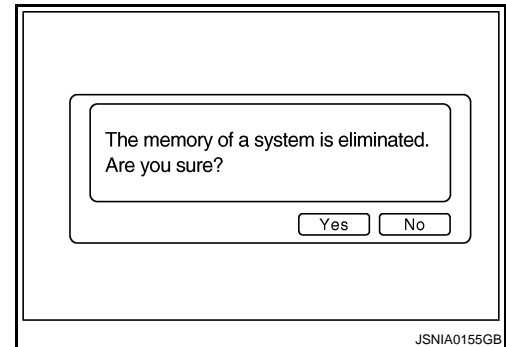 The memory of a system is eliminated.
Are you sure?
Yes No
JSNIA0155GB